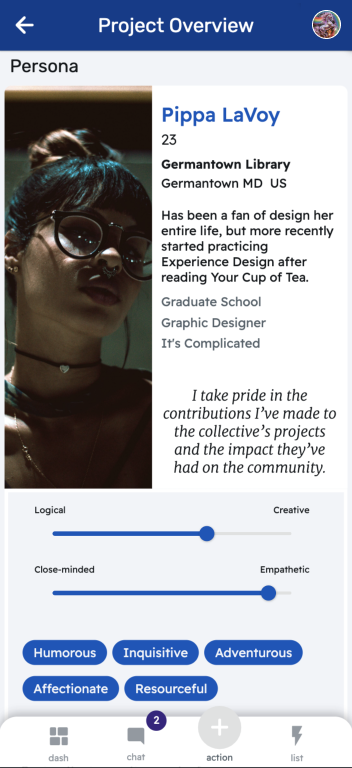 Project Overview
Persona
Pippa LaVoy
23
Germantown Library
Germantown MD  US
Has been a fan of design her
entire life, but more recently
started practicing
Experience Design after
reading Your Cup of Tea.
Graduate School
Graphic Designer
It's Complicated
I take pride in the
contributions I’ve made to
the collective’s projects
and the impact they’ve
had on the community.
Logical Creative
Close-minded Empathetic
Humorous Inquisitive Adventurous
Affectionate Resourceful
2
dash chat action list